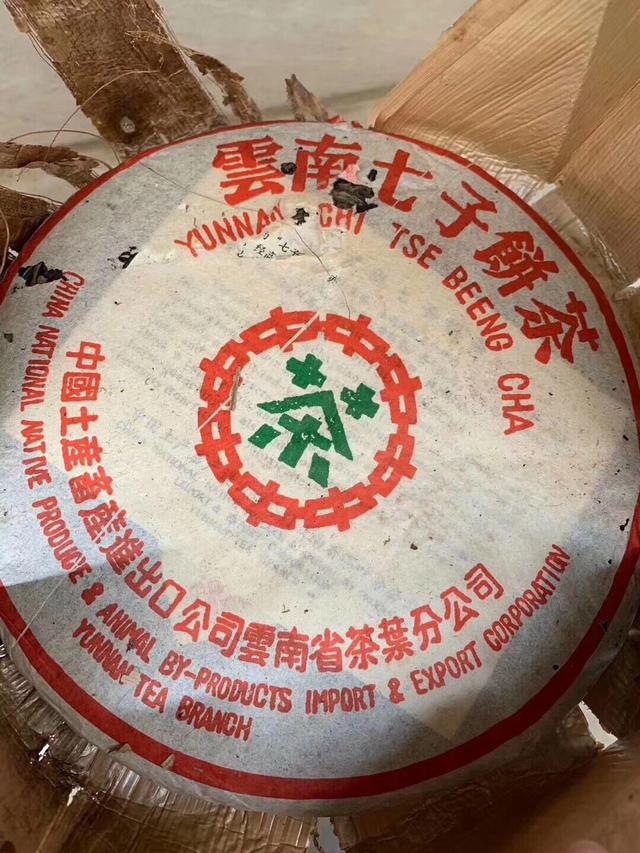 雲南七子餅茶
YUNNAN CHI TSE BEENG CHA
茶
中國土產畜產進出口公司雲南省茶葉分公司
CHINA NATIONAL NATIVE PRODUCE & ANIMAL BY-PRODUCTS IMPORT & EXPORT CORPORATION
YUNNAN TEA BRANCH